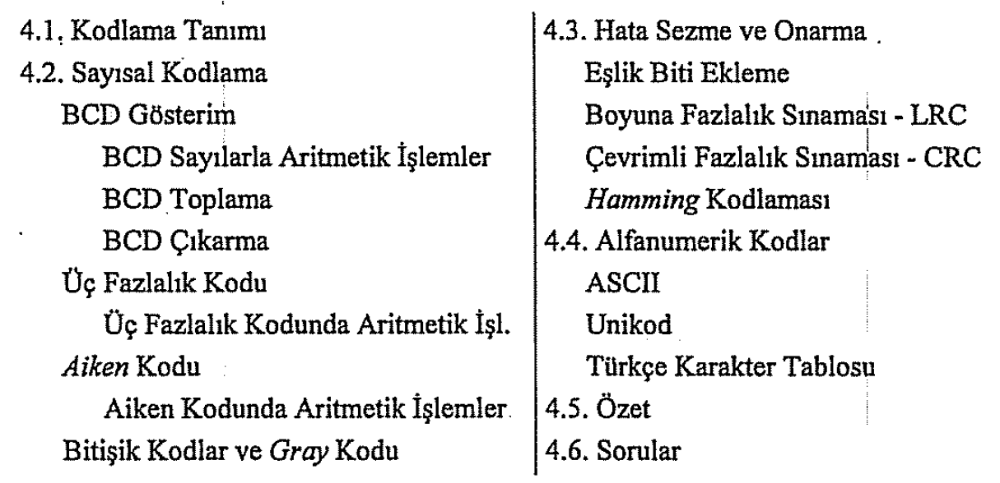 4.1. Kodlama Tanımı
4.2. Sayısal Kodlama
BCD Gösterim
BCD Sayılarla Aritmetik İşlemler
BCD Toplama
BCD Çıkarma
Üç Fazlalık Kodu
Üç Fazlalık Kodunda Aritmetik İşl.
Aiken Kodu
Aiken Kodunda Aritmetik İşlemler
Bitişik Kodlar ve Gray Kodu
4.3. Hata Sezme ve Onarma
Eşlik Biti Ekleme
Boyuna Fazlalık Sınaması - LRC
Çevrimli Fazlalık Sınaması - CRC
Hamming Kodlaması
4.4. Alfanumerik Kodlar
ASCII
Unikod
Türkçe Karakter Tablosu
4.5. Özet
4.6. Sorular